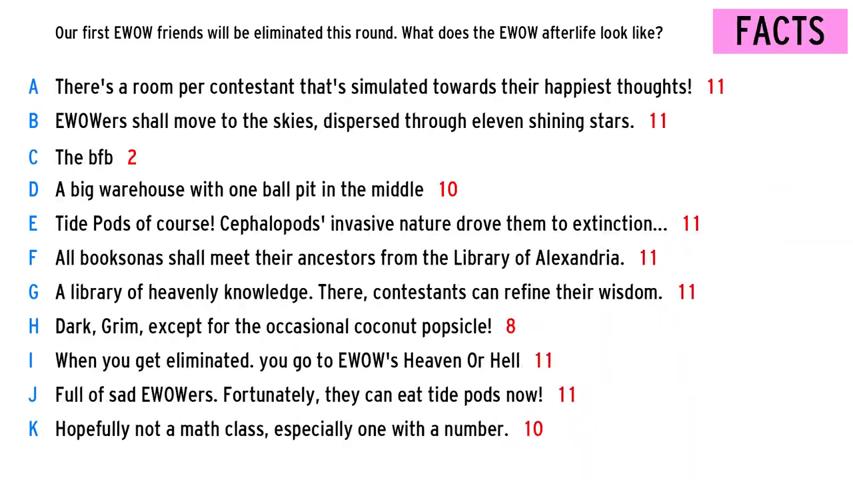 Our first EWOW friends will be eliminated this round. What does the EWOW afterlife look like?
FACTS
A There's a room per contestant that's simulated towards their happiest thoughts! 11
B EWOWers shall move to the skies, dispersed through eleven shining stars. 11
C The bfb 2
D A big warehouse with one ball pit in the middle 10
E Tide Pods of course! Cephalopods' invasive nature drove them to extinction... 11
F All booksonas shall meet their ancestors from the Library of Alexandria. 11
G A library of heavenly knowledge. There, contestants can refine their wisdom. 11
H Dark, Grim, except for the occasional coconut popsicle! 8
I When you get eliminated. you go to EWOW's Heaven Or Hell 11
J Full of sad EWOWers. Fortunately, they can eat tide pods now! 11
K Hopefully not a math class, especially one with a number. 10